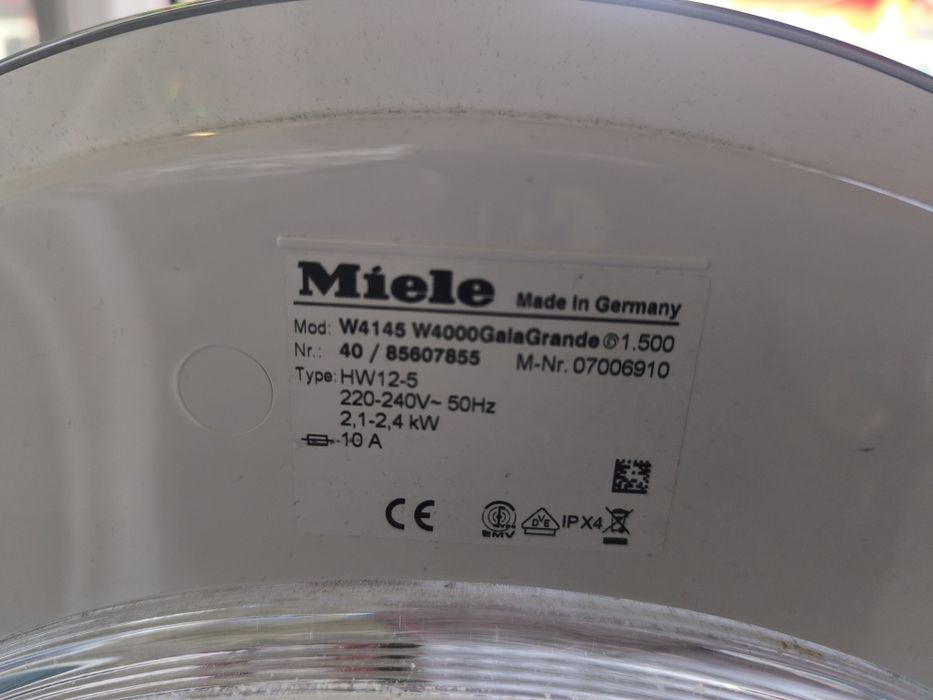 Miele Made in Germany
Mod: W4145 W4000GalaGrande 1.500
Nr.: 40 / 85607855 M-Nr. 07006910
Type: HW12-5
220-240V~ 50Hz
2,1-2,4 kW
10 A
CE EMV DVE IPX4